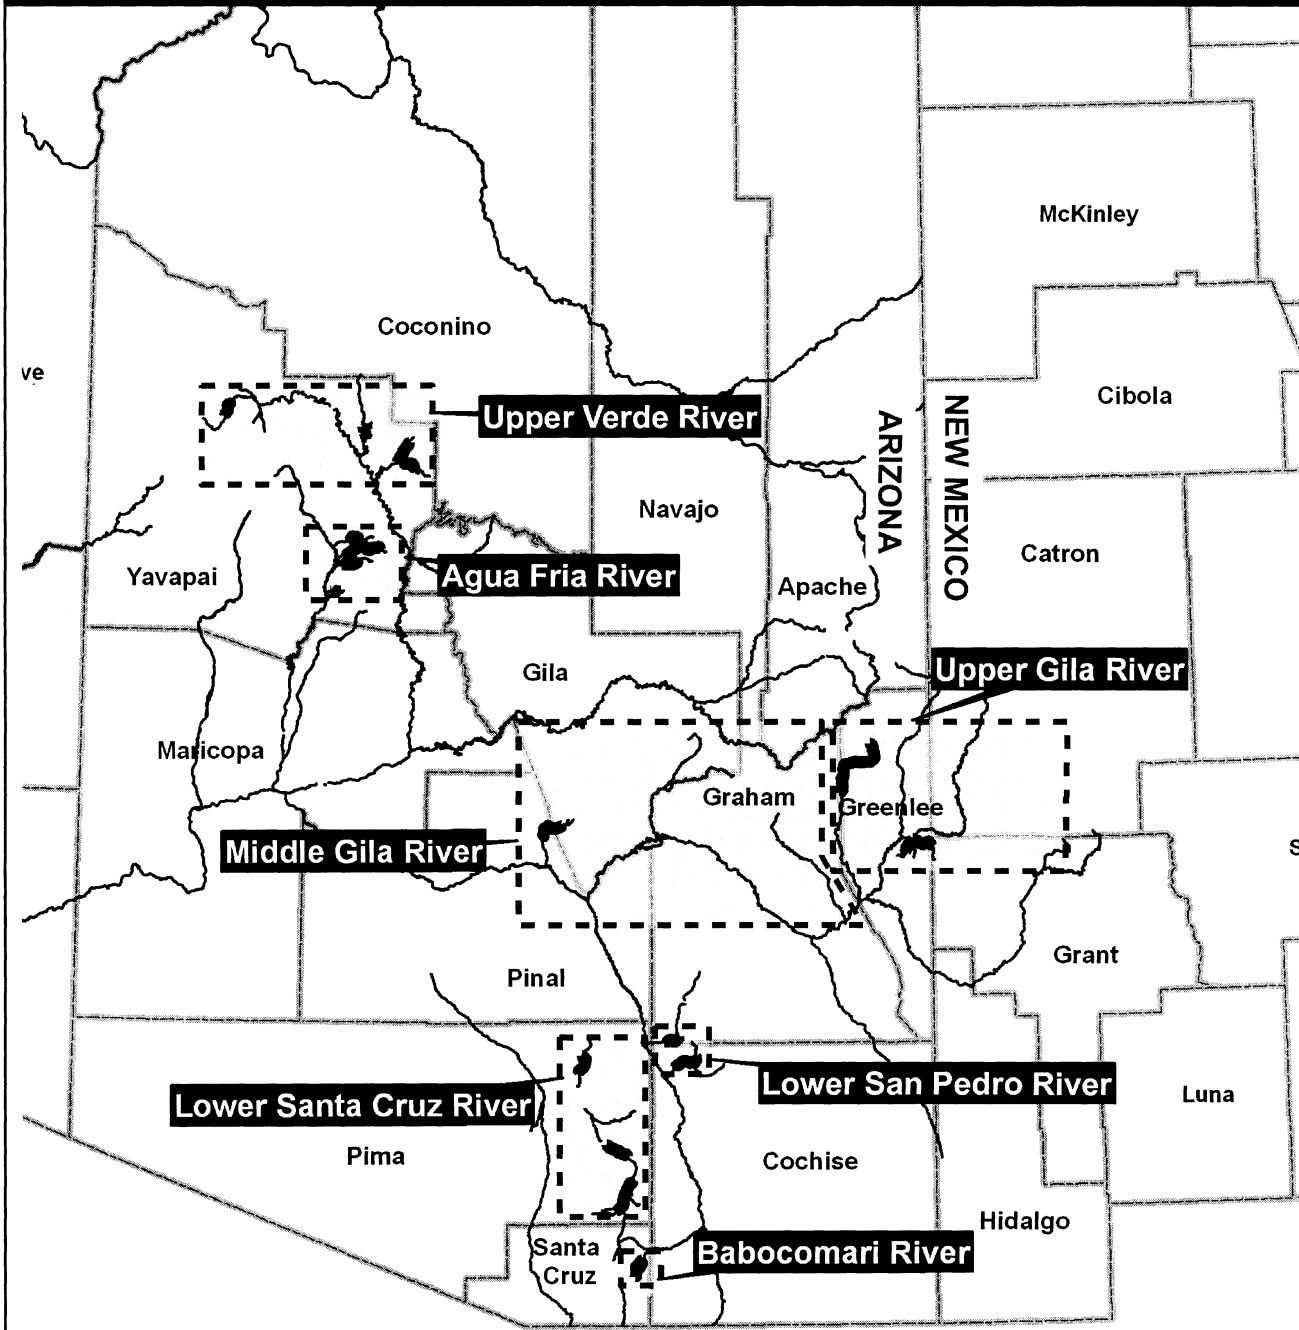 McKinley
Coconino
ve
Cibola
Upper Verde River
ARIZONA
NEW MEXICO
Navajo
Catron
Yavapai
Agua Fria River
Apache
Gila
Upper Gila River
Maricopa
Graham
Greenlee
Middle Gila River
S
Grant
Pinal
Lower San Pedro River
Lower Santa Cruz River
Luna
Pima
Cochise
Hidalgo
Santa
Cruz
Babocomari River